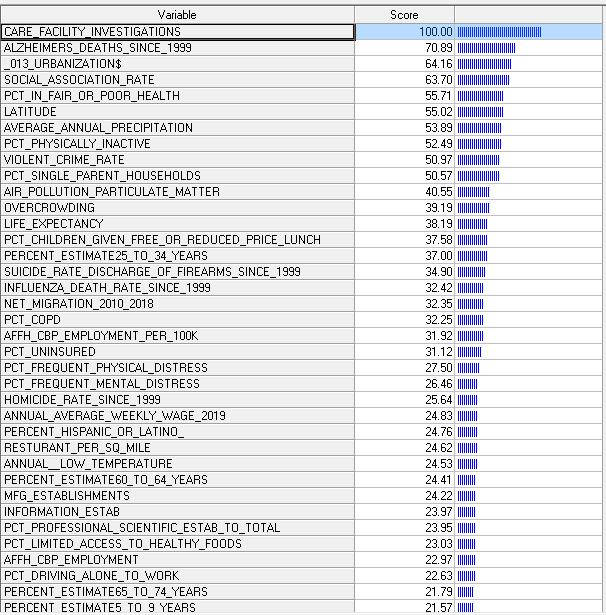 Variable Score
CARE_FACILITY_INVESTIGATIONS 100.00
ALZHEIMERS_DEATHS_SINCE_1999 70.89
_013_URBANIZATION$ 64.16
SOCIAL_ASSOCIATION_RATE 63.70
PCT_IN_FAIR_OR_POOR_HEALTH 55.71
LATITUDE 55.02
AVERAGE_ANNUAL_PRECIPITATION 53.89
PCT_PHYSICALLY_INACTIVE 52.49
VIOLENT_CRIME_RATE 50.97
PCT_SINGLE_PARENT_HOUSEHOLDS 50.57
AIR_POLLUTION_PARTICULATE_MATTER 40.55
OVERCROWDING 39.19
LIFE_EXPECTANCY 38.19
PCT_CHILDREN_GIVEN_FREE_OR_REDUCED_PRICE_LUNCH 37.58
PERCENT_ESTIMATE25_TO_34_YEARS 37.00
SUICIDE_RATE_DISCHARGE_OF_FIREARMS_SINCE_1999 34.90
INFLUENZA_DEATH_RATE_SINCE_1999 32.42
NET_MIGRATION_2010_2018 32.35
PCT_COPD 32.25
AFFH_CBP_EMPLOYMENT_PER_100K 31.92
PCT_UNINSURED 31.12
PCT_FREQUENT_PHYSICAL_DISTRESS 27.50
PCT_FREQUENT_MENTAL_DISTRESS 26.46
HOMICIDE_RATE_SINCE_1999 25.64
ANNUAL_AVERAGE_WEEKLY_WAGE_2019 24.83
PERCENT_HISPANIC_OR_LATINO_ 24.76
RESTURANT_PER_SQ_MILE 24.62
ANNUAL__LOW_TEMPERATURE 24.53
PERCENT_ESTIMATE60_TO_64_YEARS 24.41
MFG_ESTABLISHMENTS 24.22
INFORMATION_ESTAB 23.97
PCT_PROFESSIONAL_SCIENTIFIC_ESTAB_TO_TOTAL 23.95
PCT_LIMITED_ACCESS_TO_HEALTHY_FOODS 23.03
AFFH_CBP_EMPLOYMENT 22.97
PCT_DRIVING_ALONE_TO_WORK 22.63
PERCENT_ESTIMATE65_TO_74_YEARS 21.79
PERCENT_ESTIMATE5_TO_9_YEARS 21.57